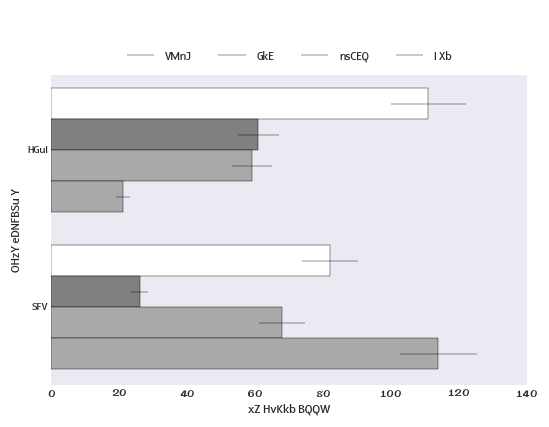 VMnJ GkE nsCEQ I Xb
OHzY eDNFBSu Y
HGuI
SFV
0 20 40 60 80 100 120 140
xZ HvKkb BQQW